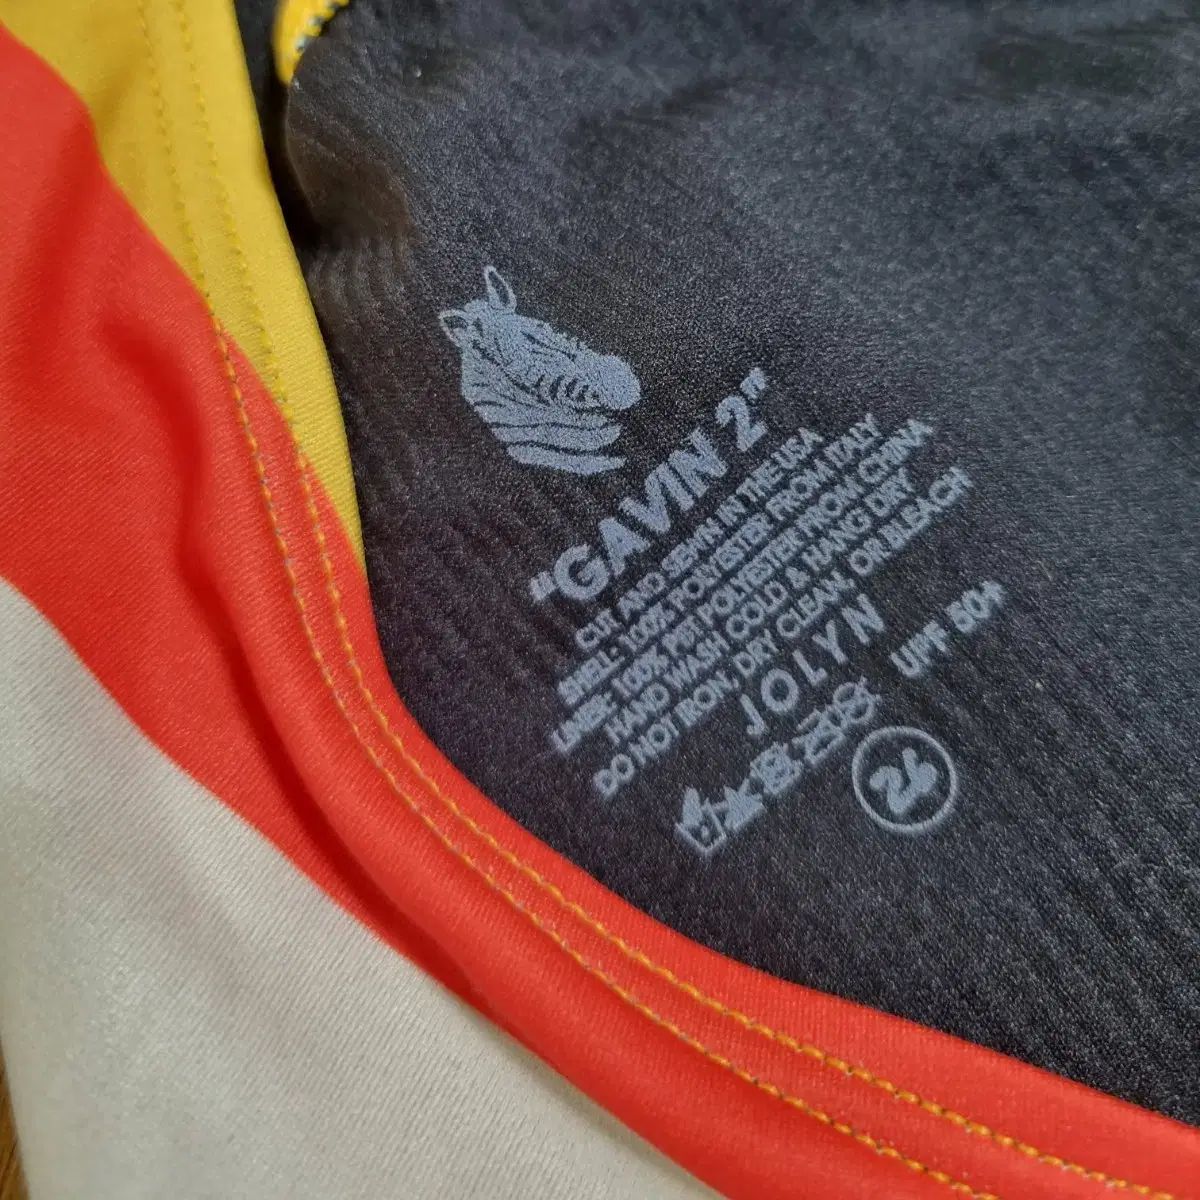 "GAVIN 2"
CUT AND SEWN IN THE USA
SHELL: 100% POLYESTER FROM ITALY
LINING: 100% PBT POLYESTER FROM CHINA
HAND WASH COLD & HANG DRY
DO NOT IRON, DRY CLEAN, OR BLEACH
JOLYN
UPF 50+
26